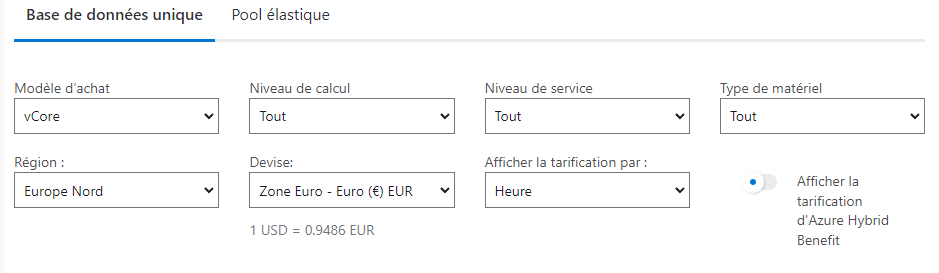 Base de données unique Pool élastique
Modèle d’achat Niveau de calcul Niveau de service Type de matériel
vCore Tout Tout Tout
Région : Devise: Afficher la tarification par :
Europe Nord Zone Euro - Euro (€) EUR Heure
Afficher la
tarification
d'Azure Hybrid
Benefit
1 USD = 0.9486 EUR